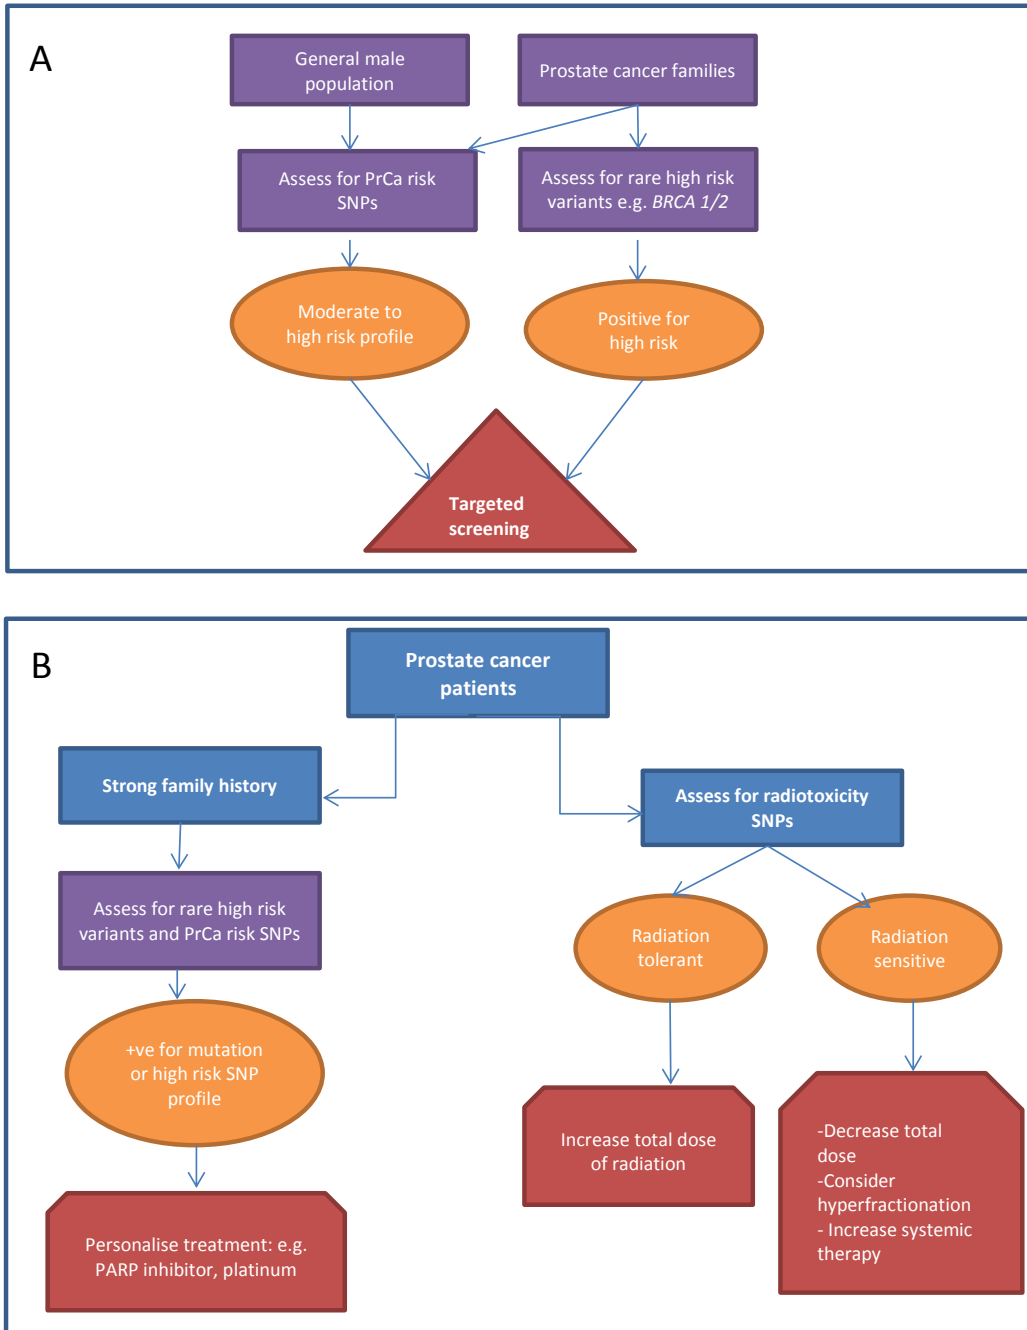 A
General male
population
Prostate cancer families
Assess for PrCa risk
SNPs
Assess for rare high risk
variants e.g. BRCA 1/2
Moderate to
high risk profile
Positive for
high risk
Targeted
screening
B
Prostate cancer
patients
Strong family history
Assess for radiotoxicity
SNPs
Assess for rare high risk
variants and PrCa risk SNPs
Radiation
tolerant
Radiation
sensitive
+ve for mutation
or high risk SNP
profile
Increase total dose
of radiation
-Decrease total
dose
-Consider
hyperfractionation
- Increase systemic
therapy
Personalise treatment: e.g.
PARP inhibitor, platinum